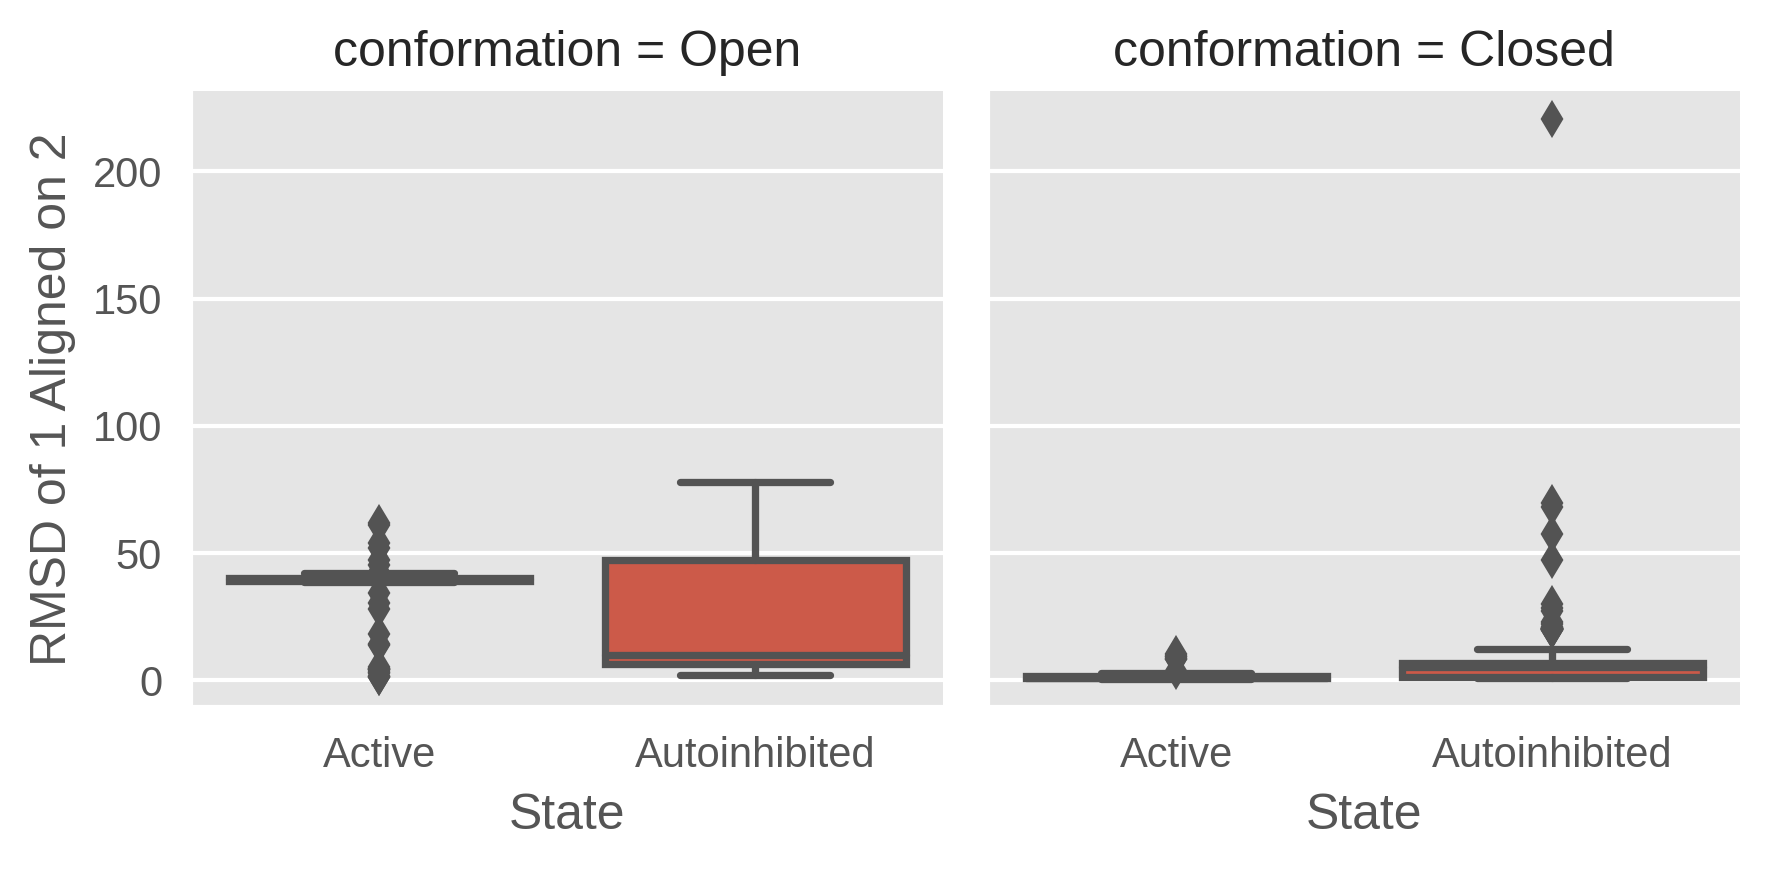 conformation = Open
conformation = Closed
RMSD of 1 Aligned on 2
200
150
100
50
0
Active
Autoinhibited
Active
Autoinhibited
State
State